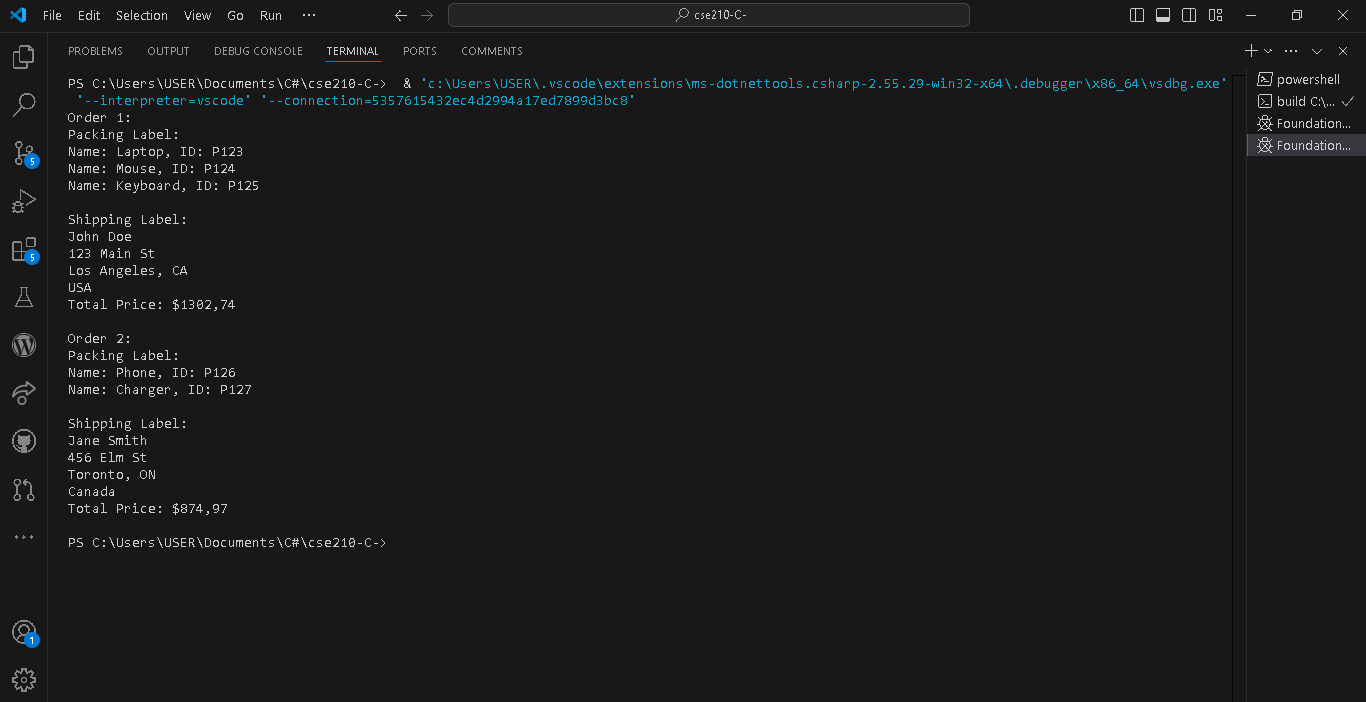 File Edit Selection View Go Run ···
cse210-C-
PROBLEMS OUTPUT DEBUG CONSOLE TERMINAL PORTS COMMENTS
PS C:\Users\USER\Documents\C#\cse210-C-> & 'c:\Users\USER\.vscode\extensions\ms-dotnettools.csharp-2.55.29-win32-x64\.debugger\x86_64\vsdbg.exe'
'--interpreter=vscode' '--connection=5357615432ec4d2994a17ed7899d3bc8'
Order 1:
Packing Label:
Name: Laptop, ID: P123
Name: Mouse, ID: P124
Name: Keyboard, ID: P125
Shipping Label:
John Doe
123 Main St
Los Angeles, CA
USA
Total Price: $1302,74
Order 2:
Packing Label:
Name: Phone, ID: P126
Name: Charger, ID: P127
Shipping Label:
Jane Smith
456 Elm St
Toronto, ON
Canada
Total Price: $874,97
PS C:\Users\USER\Documents\C#\cse210-C->
powershell
build C:\...
Foundation...
Foundation...
5
5
1